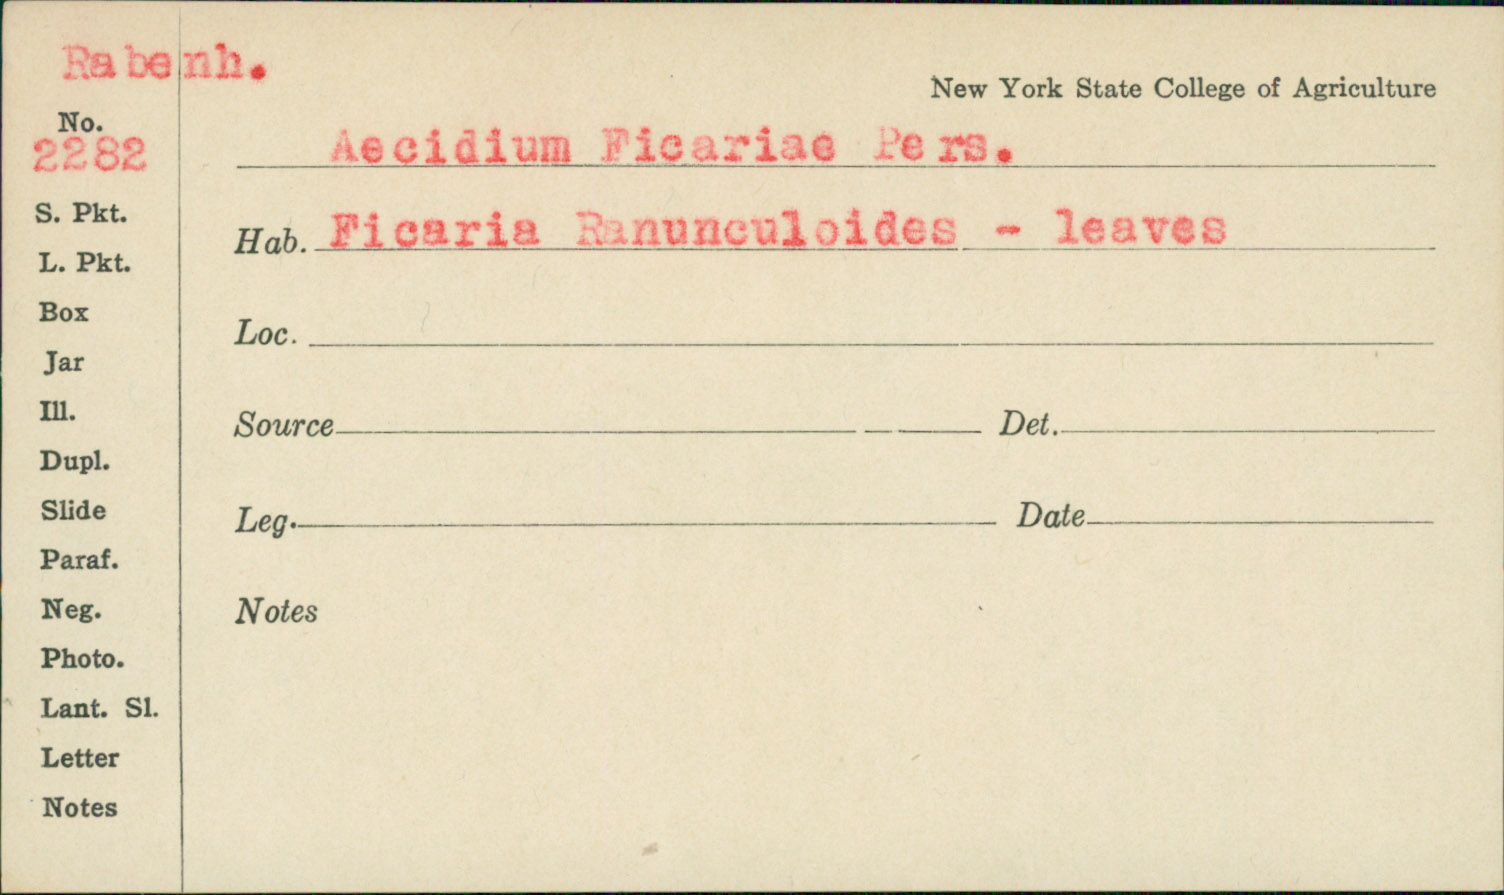 Rabenh.
New York State College of Agriculture
No.
2282
Aecidium Ficariae Pers.
S. Pkt.
Hab. Ficaria Ranunculoides - leaves
L. Pkt.
Box
Loc.
Jar
Ill.
Source Det.
Dupl.
Slide
Leg. Date
Paraf.
Neg.
Notes
Photo.
Lant. Sl.
Letter
Notes